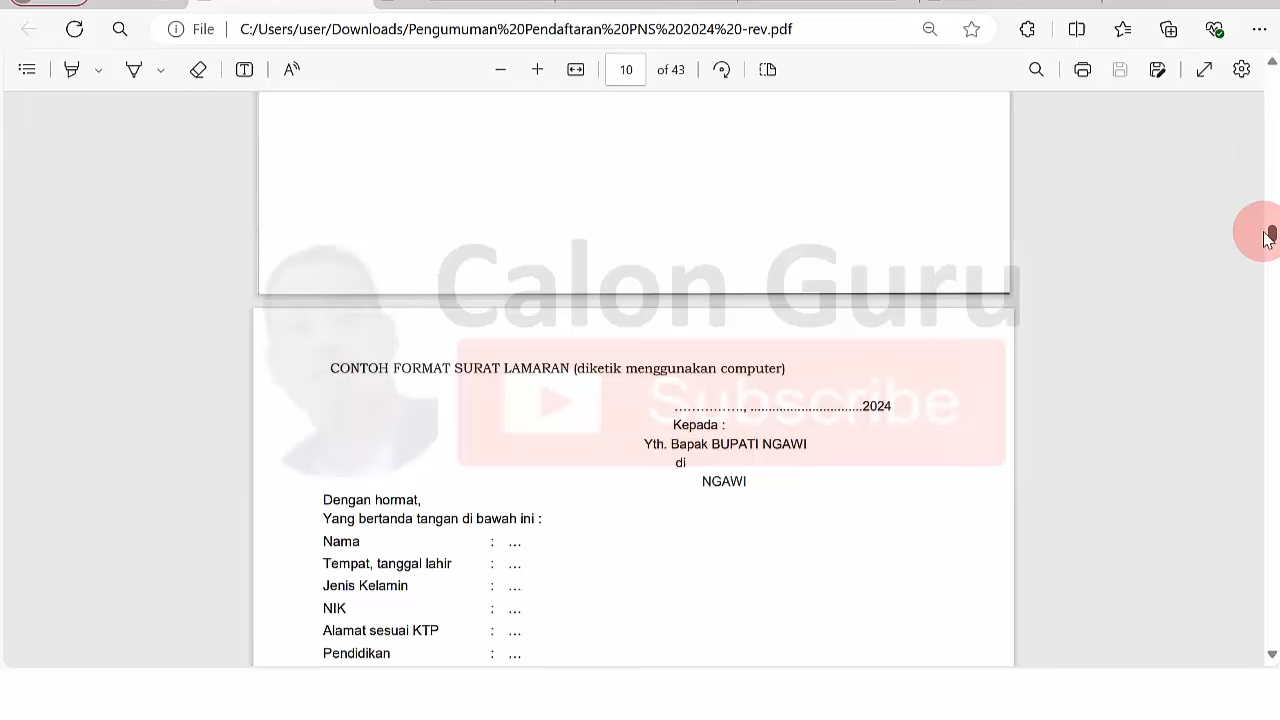 File
C:/Users/user/Downloads/Pengumuman%20Pendaftaran%20PNS%202024%20-rev.pdf
10 of 43
Calon Guru
Subscribe
CONTOH FORMAT SURAT LAMARAN (diketik menggunakan computer)
……………., ...............................2024
Kepada :
Yth. Bapak BUPATI NGAWI
di
NGAWI
Dengan hormat,
Yang bertanda tangan di bawah ini :
Nama : …
Tempat, tanggal lahir : …
Jenis Kelamin : …
NIK : …
Alamat sesuai KTP : …
Pendidikan : …